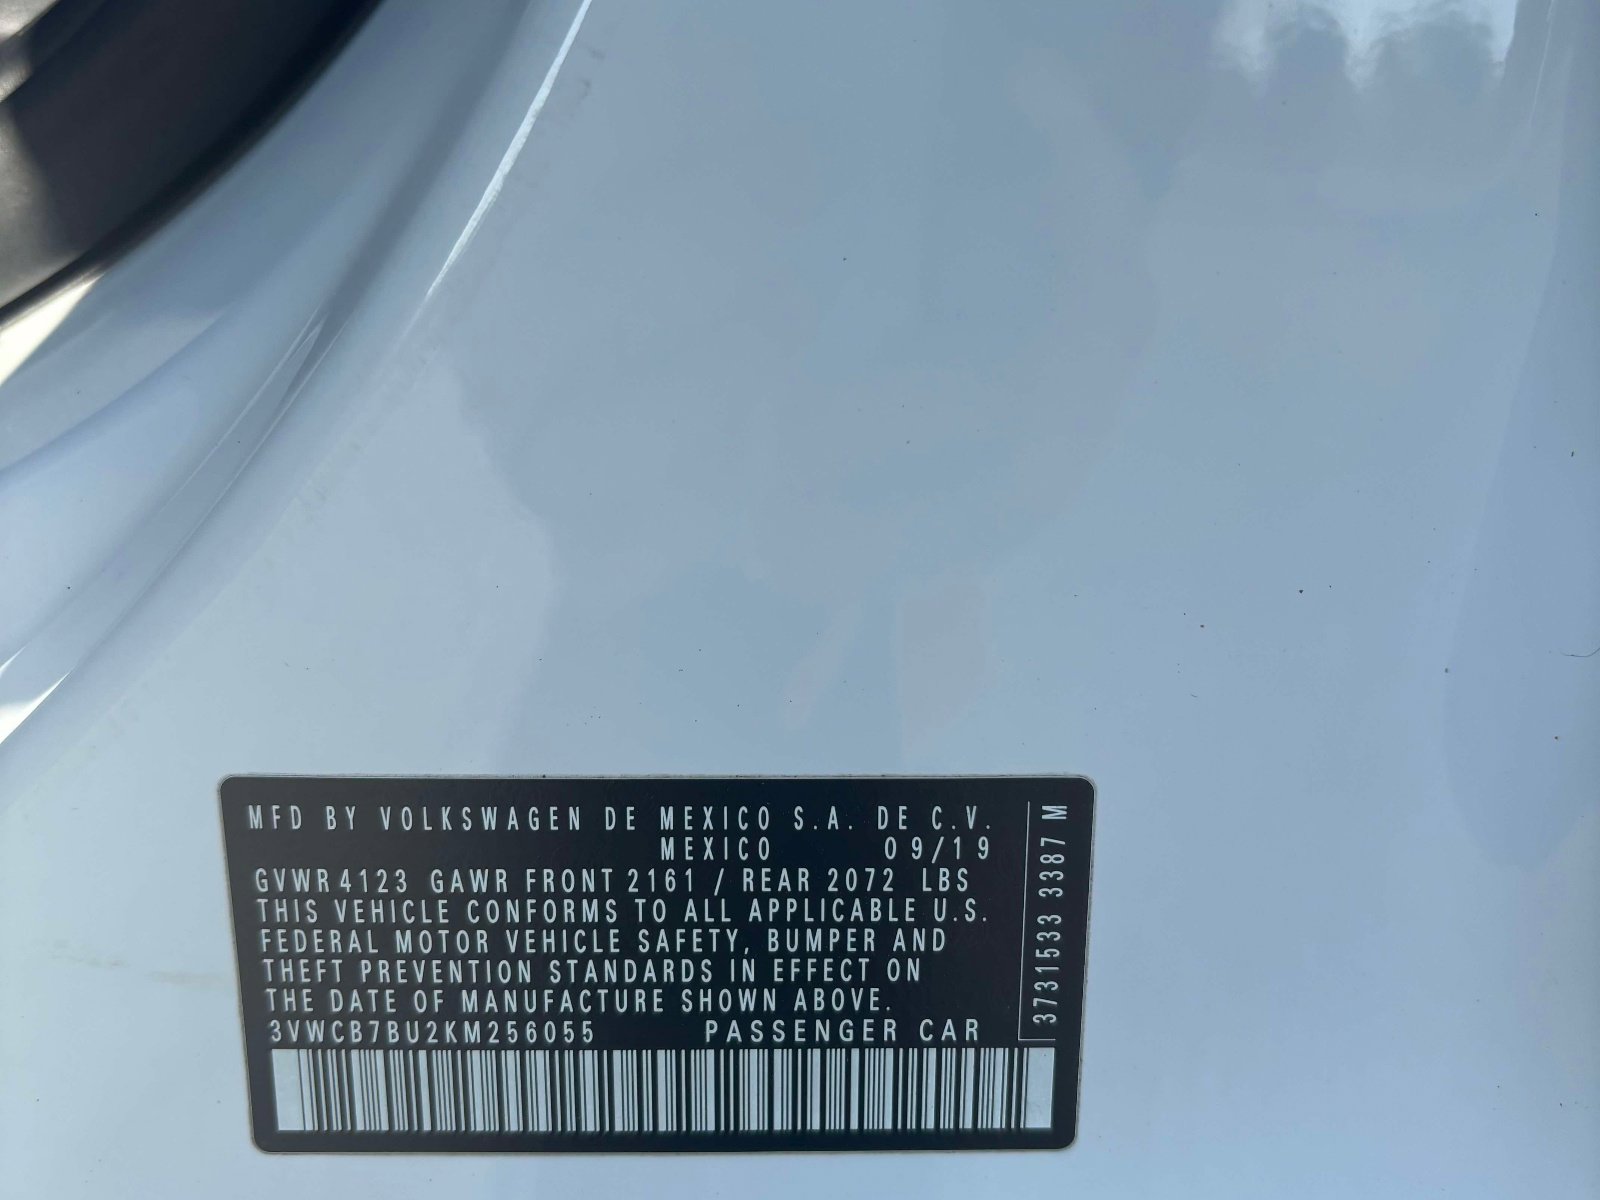 MFD BY VOLKSWAGEN DE MEXICO S.A. DE C.V.
MEXICO 09/19
GVWR 4123 GAWR FRONT 2161 / REAR 2072 LBS
THIS VEHICLE CONFORMS TO ALL APPLICABLE U.S.
FEDERAL MOTOR VEHICLE SAFETY, BUMPER AND
THEFT PREVENTION STANDARDS IN EFFECT ON
THE DATE OF MANUFACTURE SHOWN ABOVE.
3VWCB7BU2KM256055 PASSENGER CAR
3731533 3387 M